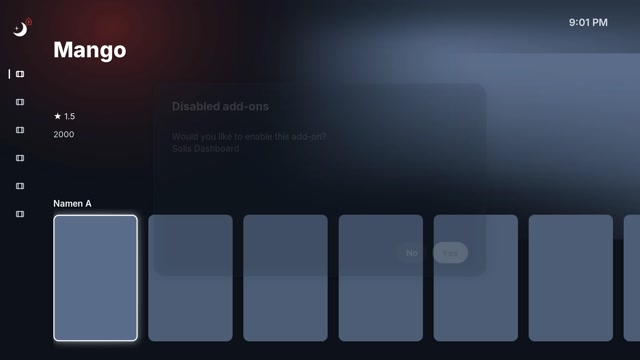 9:01 PM
Mango
Disabled add-ons
★ 1.5
2000
Would you like to enable this add-on?
Solis Dashboard
Namen A
No
Yes